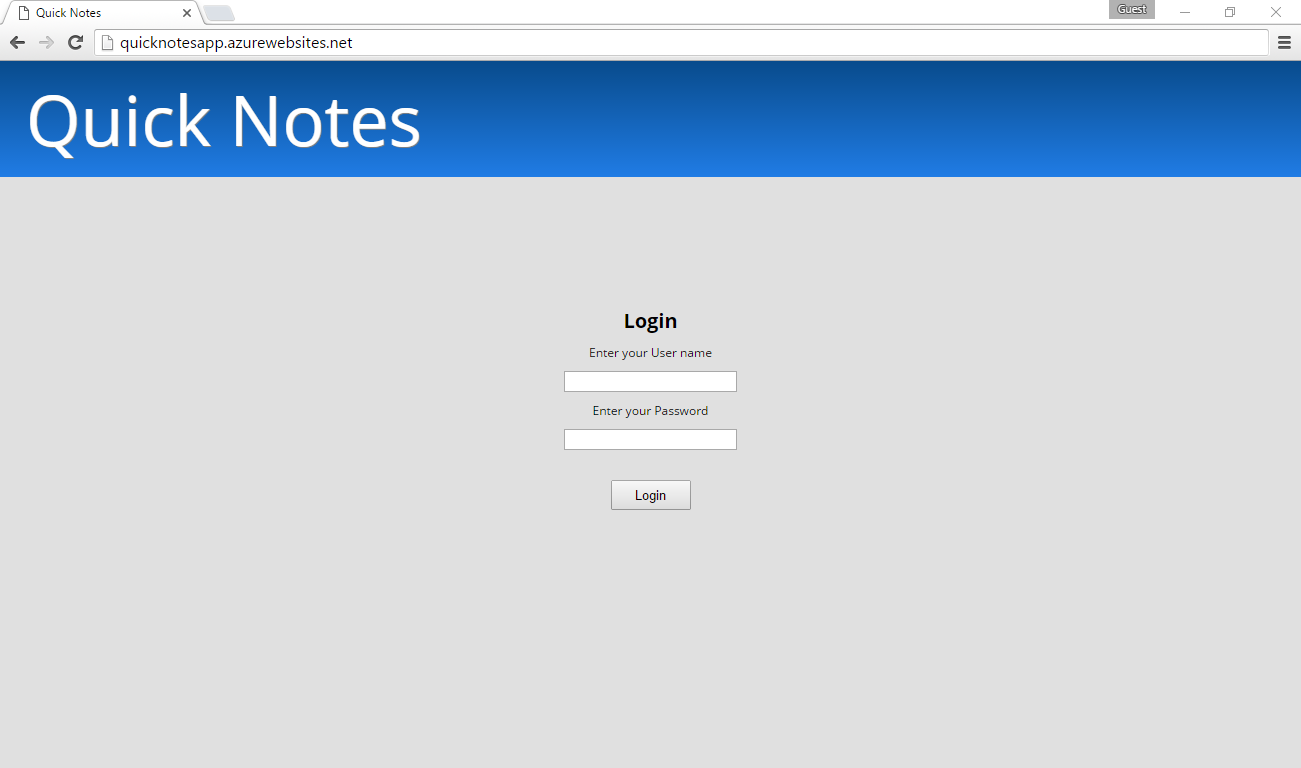 Quick Notes
Guest
quicknotesapp.azurewebsites.net
Quick Notes
Login
Enter your User name
Enter your Password
Login